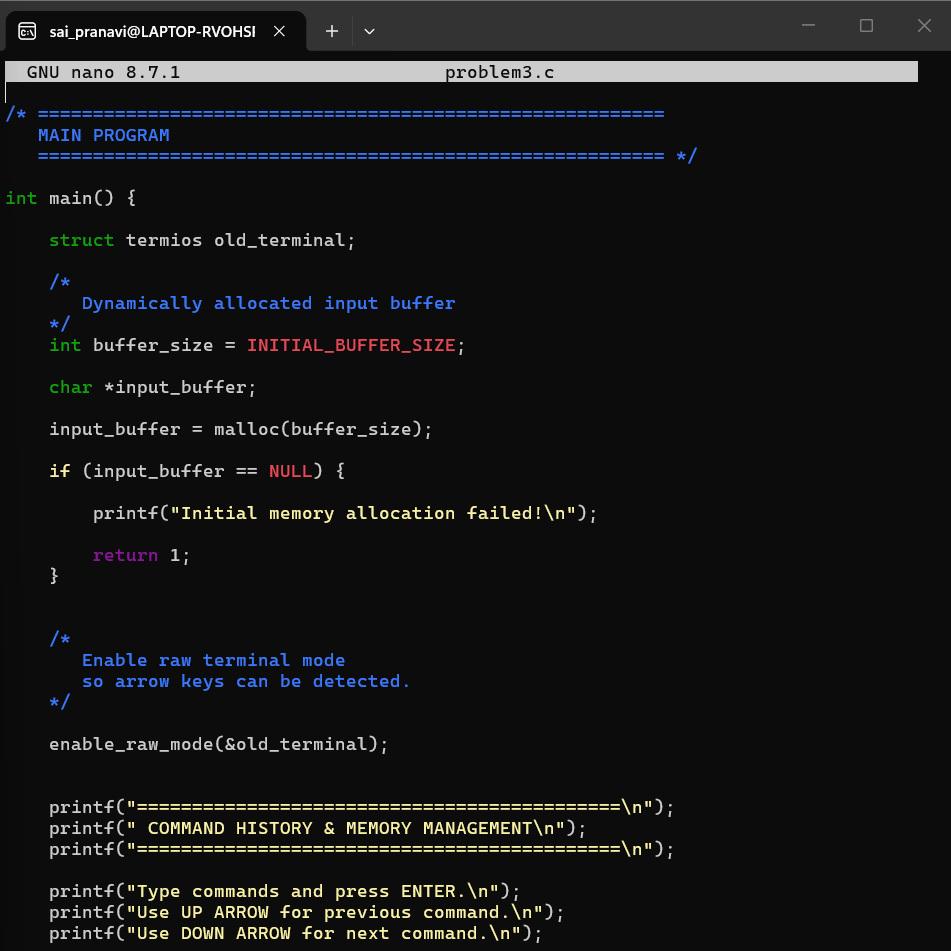 sai_pranavi@LAPTOP-RVOHSI
GNU nano 8.7.1 problem3.c
/* =========================================================
MAIN PROGRAM
========================================================= */
int main() {
struct termios old_terminal;
/*
Dynamically allocated input buffer
*/
int buffer_size = INITIAL_BUFFER_SIZE;
char *input_buffer;
input_buffer = malloc(buffer_size);
if (input_buffer == NULL) {
printf("Initial memory allocation failed!\n");
return 1;
}
/*
Enable raw terminal mode
so arrow keys can be detected.
*/
enable_raw_mode(&old_terminal);
printf("============================================\n");
printf(" COMMAND HISTORY & MEMORY MANAGEMENT\n");
printf("============================================\n");
printf("Type commands and press ENTER.\n");
printf("Use UP ARROW for previous command.\n");
printf("Use DOWN ARROW for next command.\n");